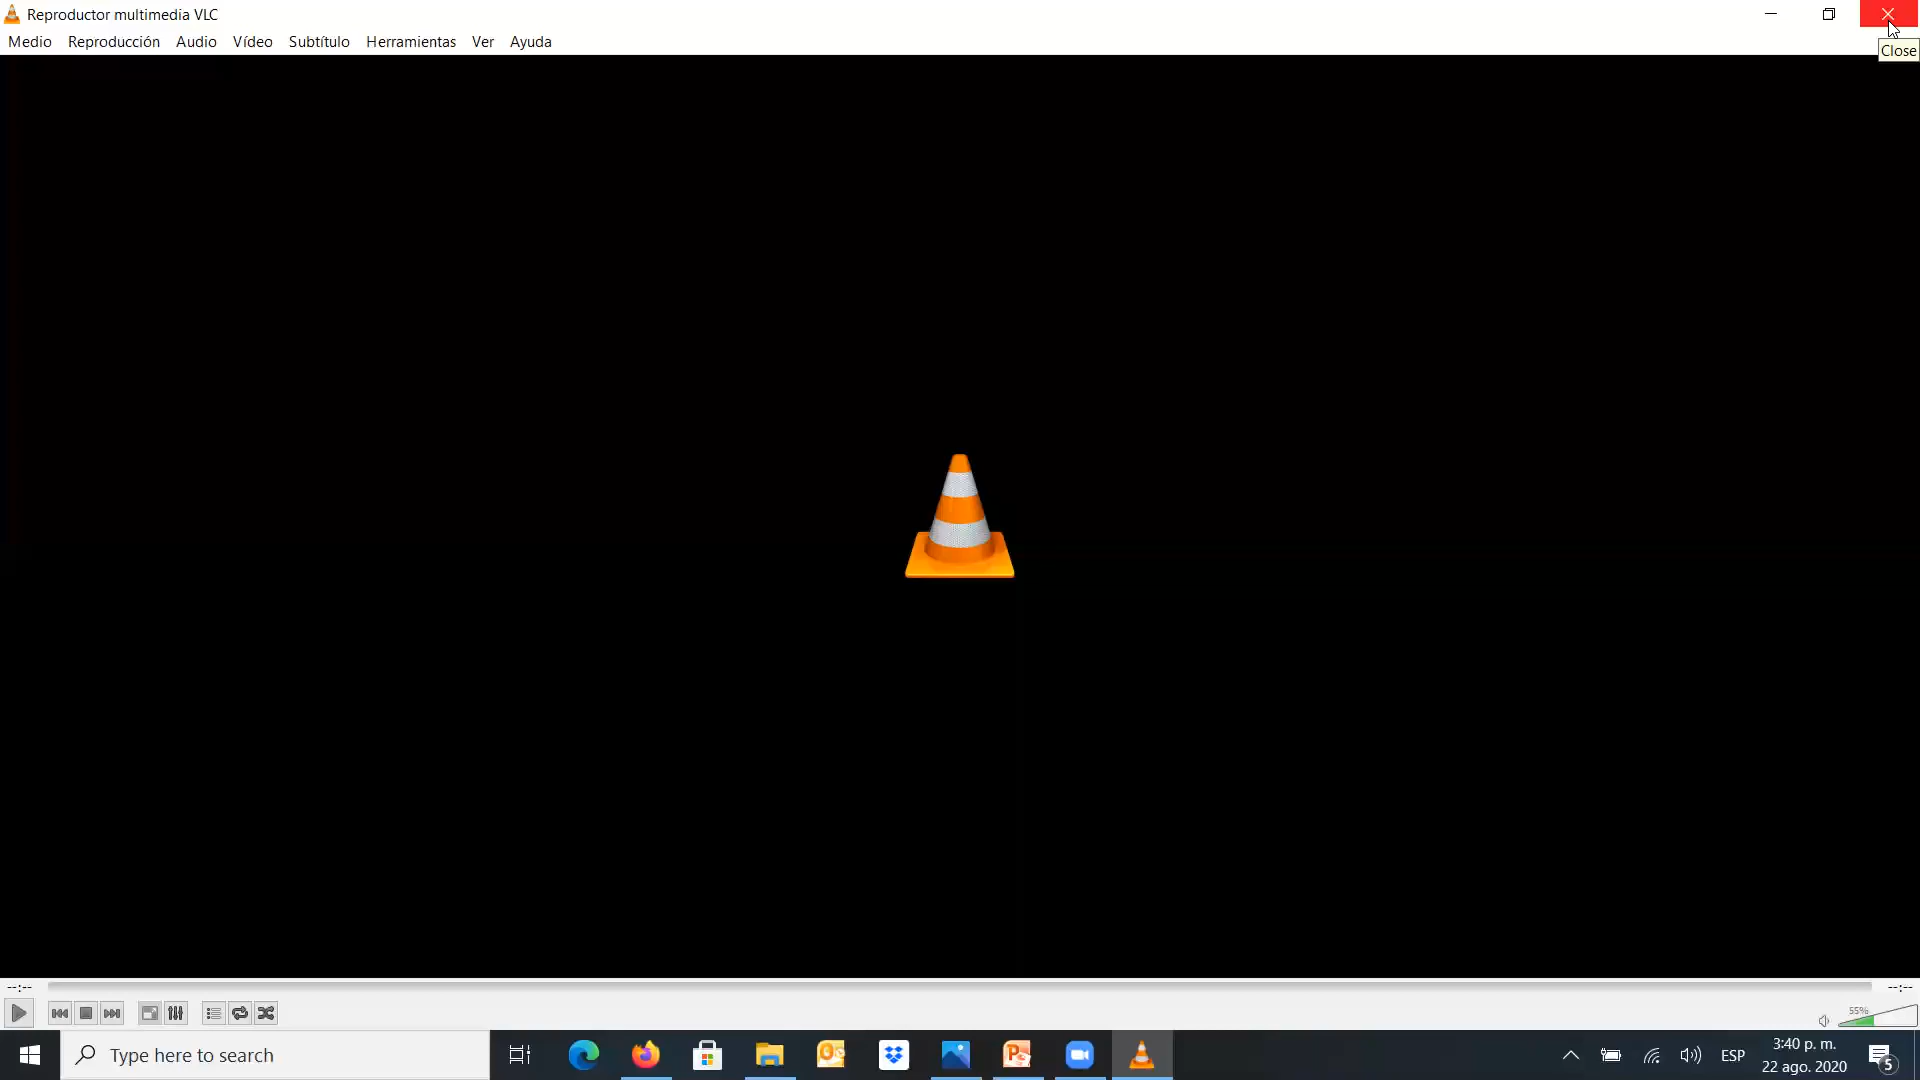 Reproductor multimedia VLC
Medio Reproducción Audio Vídeo Subtítulo Herramientas Ver Ayuda
Close
--:-- --:--
55%
Type here to search
ESP
3:40 p. m.
22 ago. 2020
5